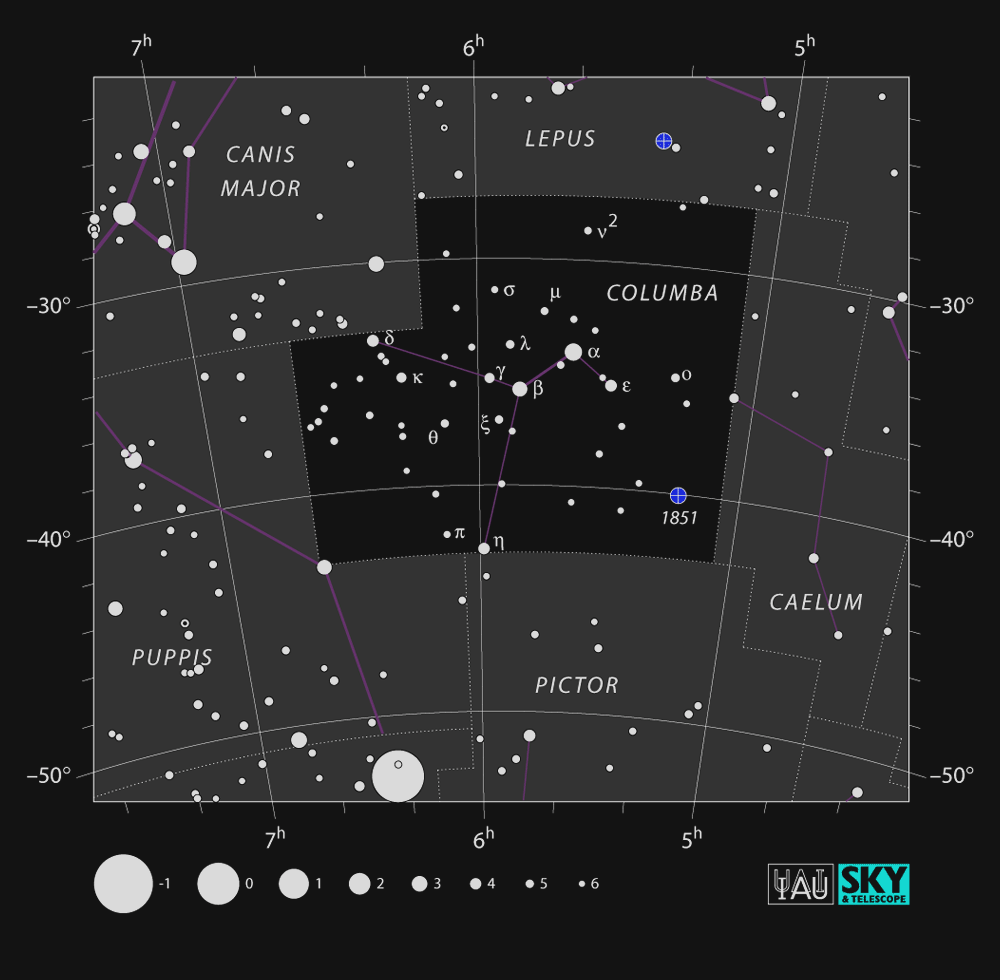 7h 6h 5h
LEPUS
CANIS
MAJOR
ν2
–30° σ μ COLUMBA –30°
δ λ α
κ γ β ε ο
θ ξ
1851
–40° π η –40°
CAELUM
PUPPIS
PICTOR
–50° –50°
7h 6h 5h
-1 0 1 2 3 4 5 6
IAU SKY
& TELESCOPE